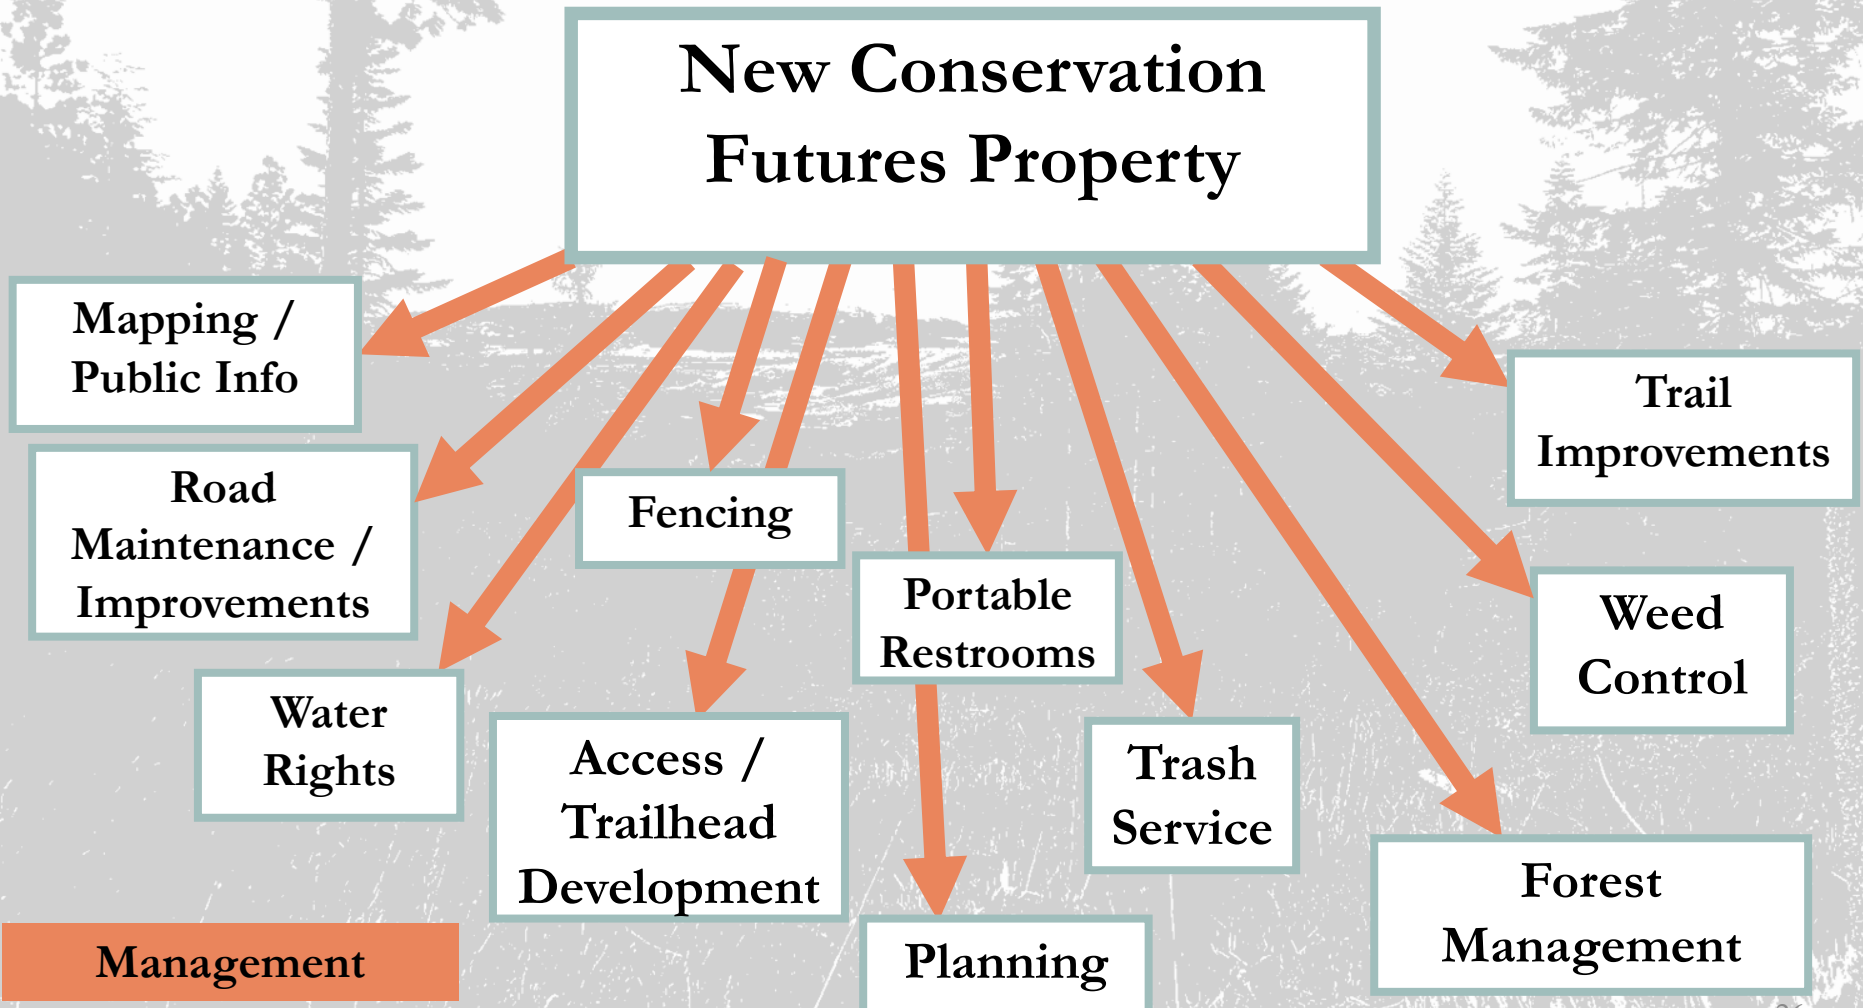 New Conservation
Futures Property
Mapping /
Public Info
Trail
Improvements
Road
Maintenance /
Improvements
Fencing
Portable
Restrooms
Weed
Control
Water
Rights
Access /
Trailhead
Development
Trash
Service
Forest
Management
Planning
Management